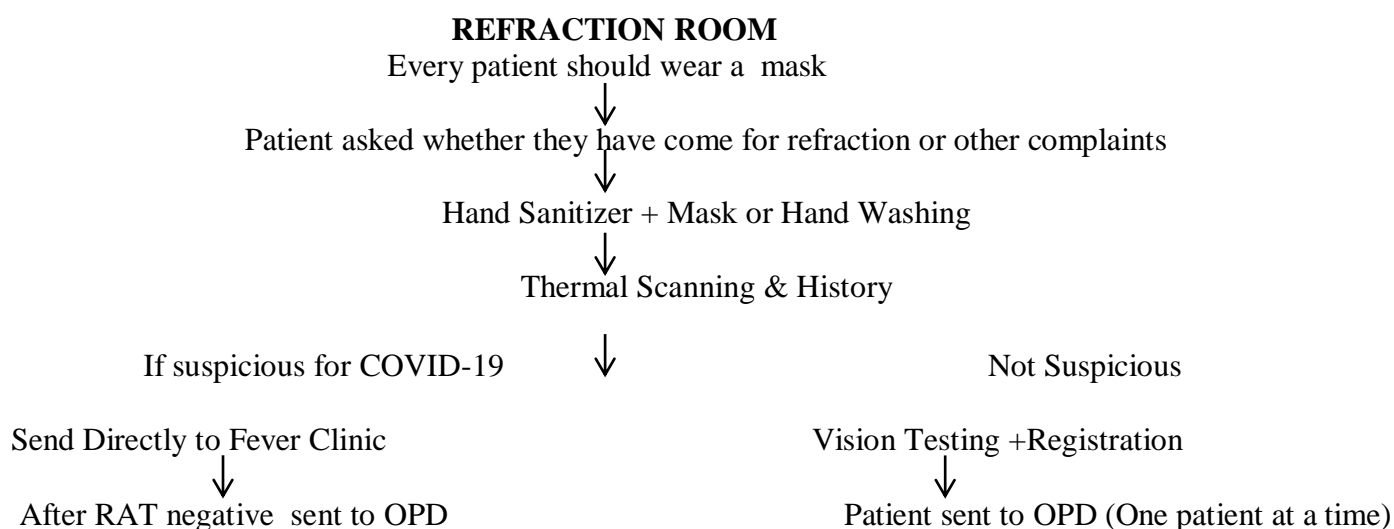 REFRACTION ROOM
Every patient should wear a mask
Patient asked whether they have come for refraction or other complaints
Hand Sanitizer + Mask or Hand Washing
Thermal Scanning & History
If suspicious for COVID-19
Not Suspicious
Send Directly to Fever Clinic
Vision Testing +Registration
After RAT negative sent to OPD
Patient sent to OPD (One patient at a time)